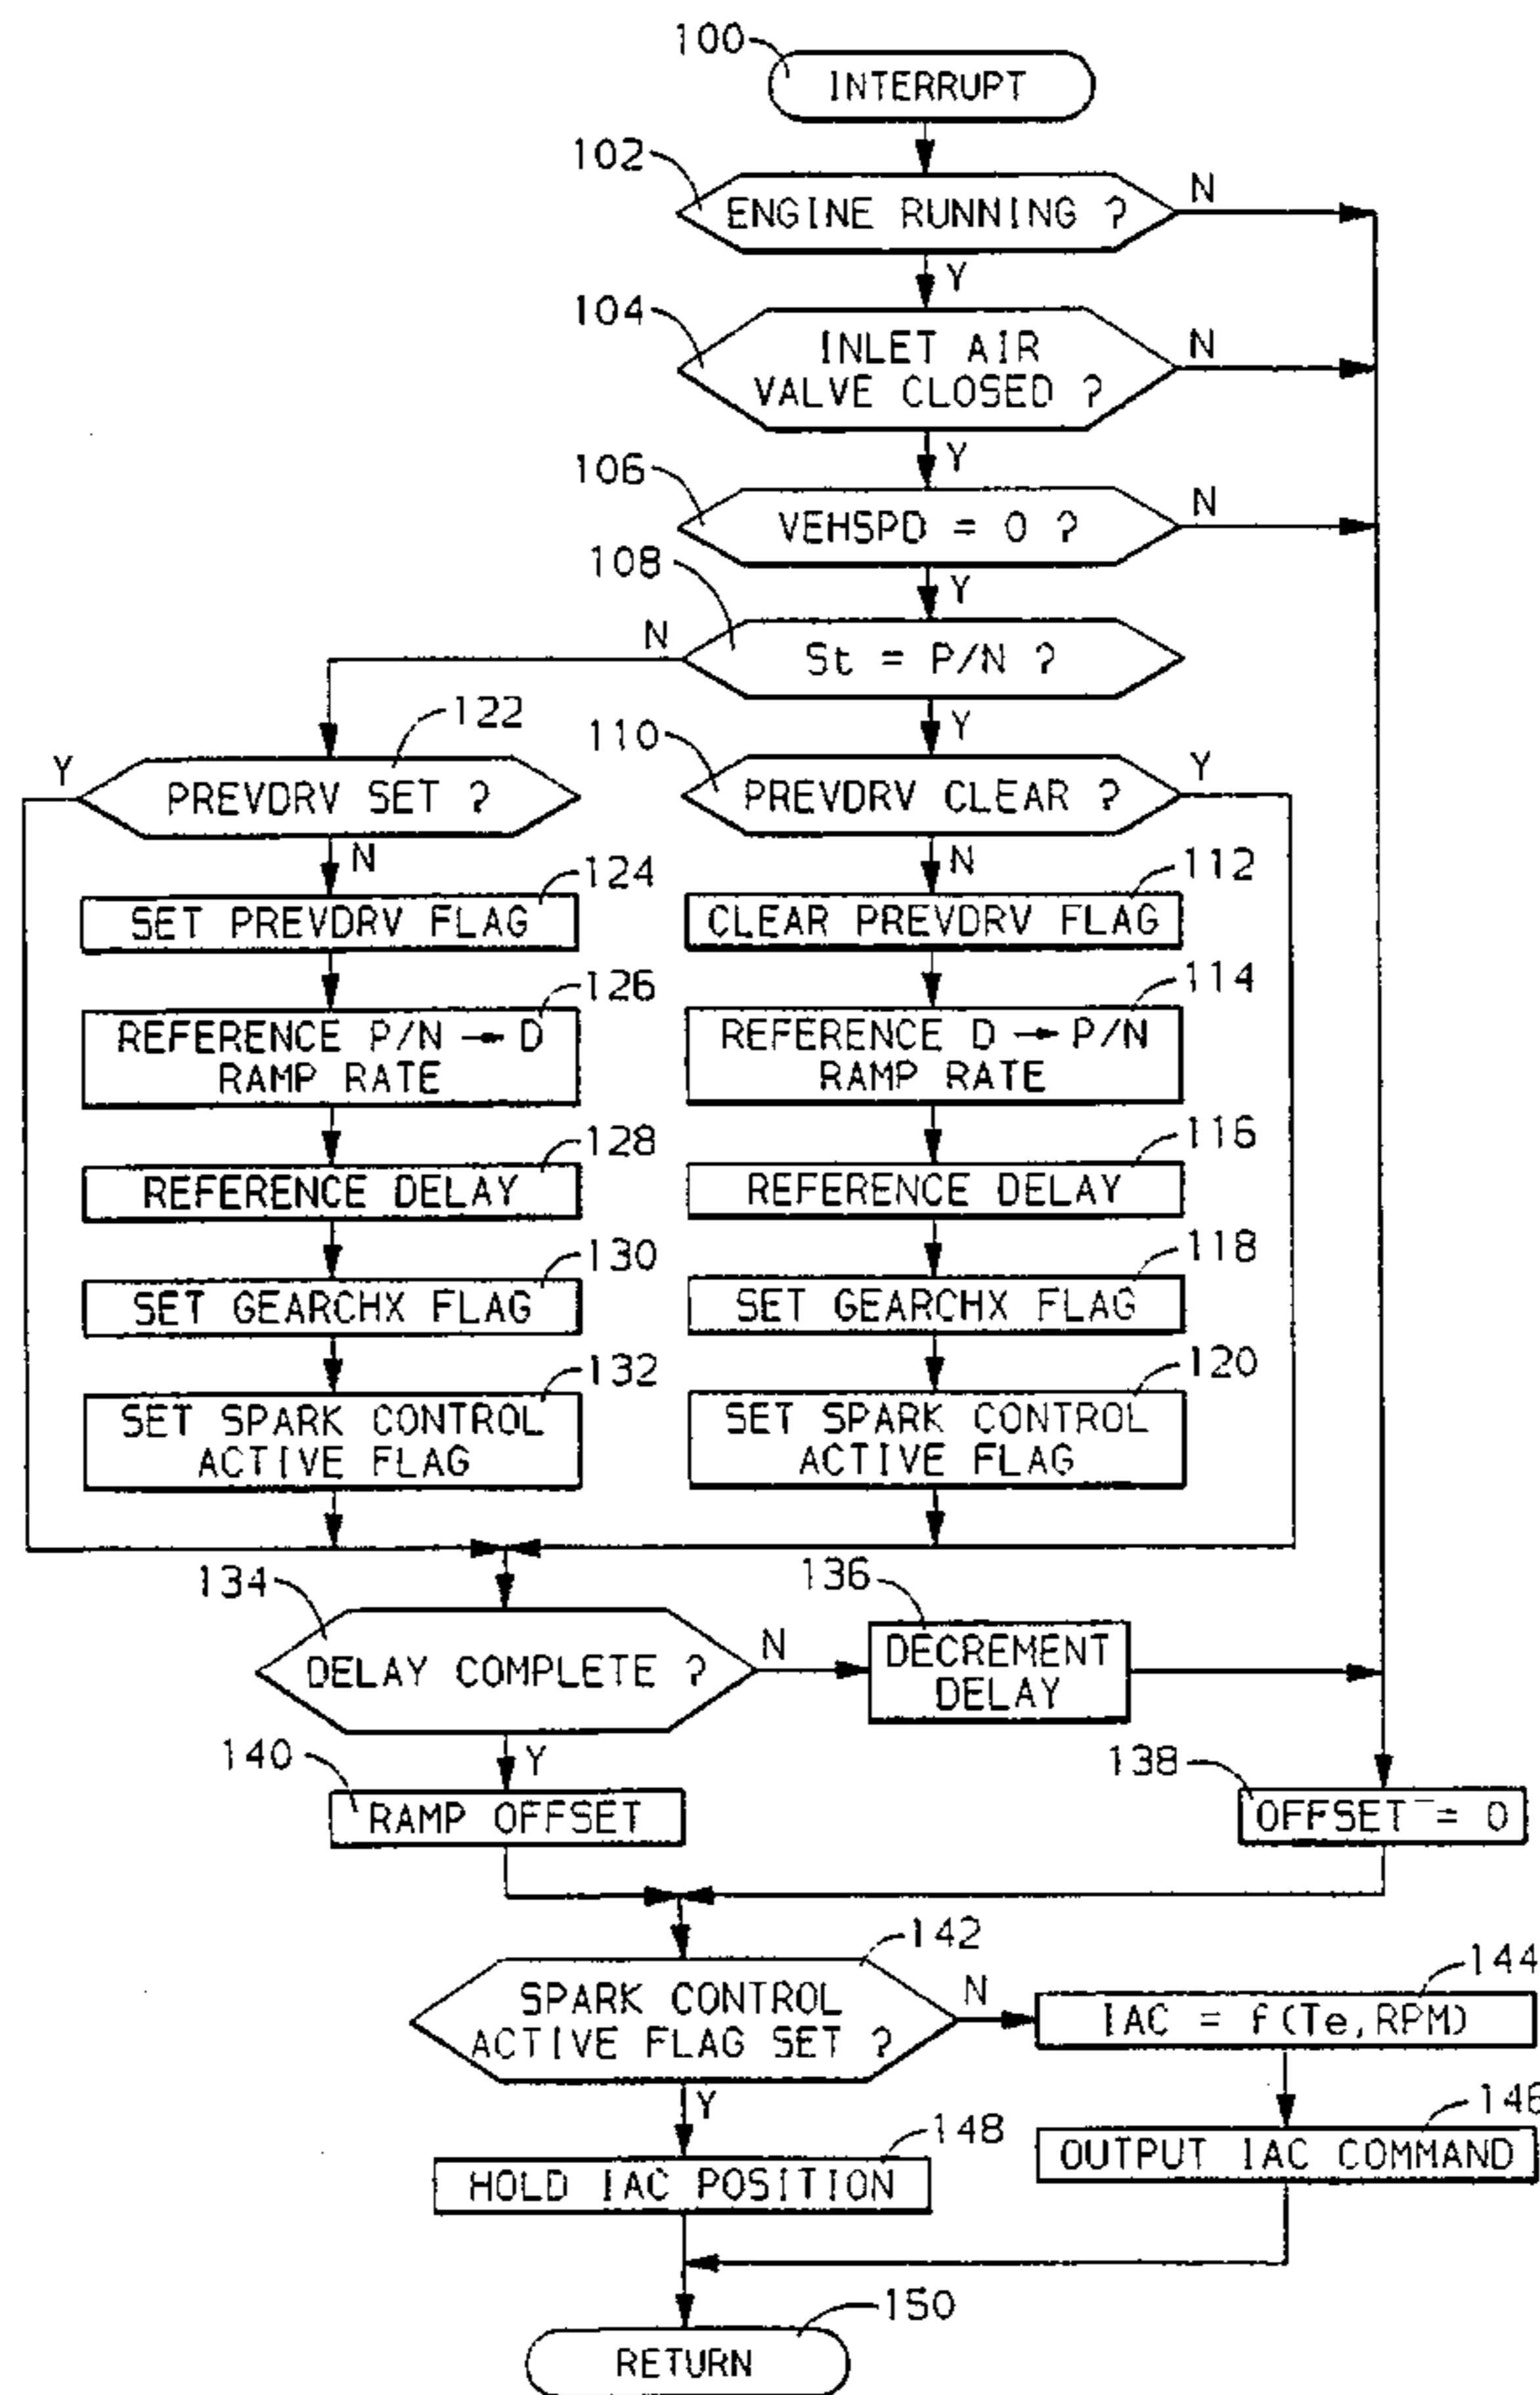 100
INTERRUPT
102
ENGINE RUNNING ?
N
Y
104
INLET AIR
VALVE CLOSED ?
N
Y
106
VEHSPD = 0 ?
N
Y
108
St = P/N ?
N
Y
122
PREVDRV SET ?
Y
N
110
PREVDRV CLEAR ?
Y
N
124
SET PREVDRV FLAG
112
CLEAR PREVDRV FLAG
126
REFERENCE P/N → D
RAMP RATE
114
REFERENCE D → P/N
RAMP RATE
128
REFERENCE DELAY
116
REFERENCE DELAY
130
SET GEARCHX FLAG
118
SET GEARCHX FLAG
132
SET SPARK CONTROL
ACTIVE FLAG
120
SET SPARK CONTROL
ACTIVE FLAG
134
DELAY COMPLETE ?
N
Y
136
DECREMENT
DELAY
140
RAMP OFFSET
138
OFFSET = 0
142
SPARK CONTROL
ACTIVE FLAG SET ?
N
Y
144
IAC = f(Te,RPM)
146
OUTPUT IAC COMMAND
148
HOLD IAC POSITION
150
RETURN